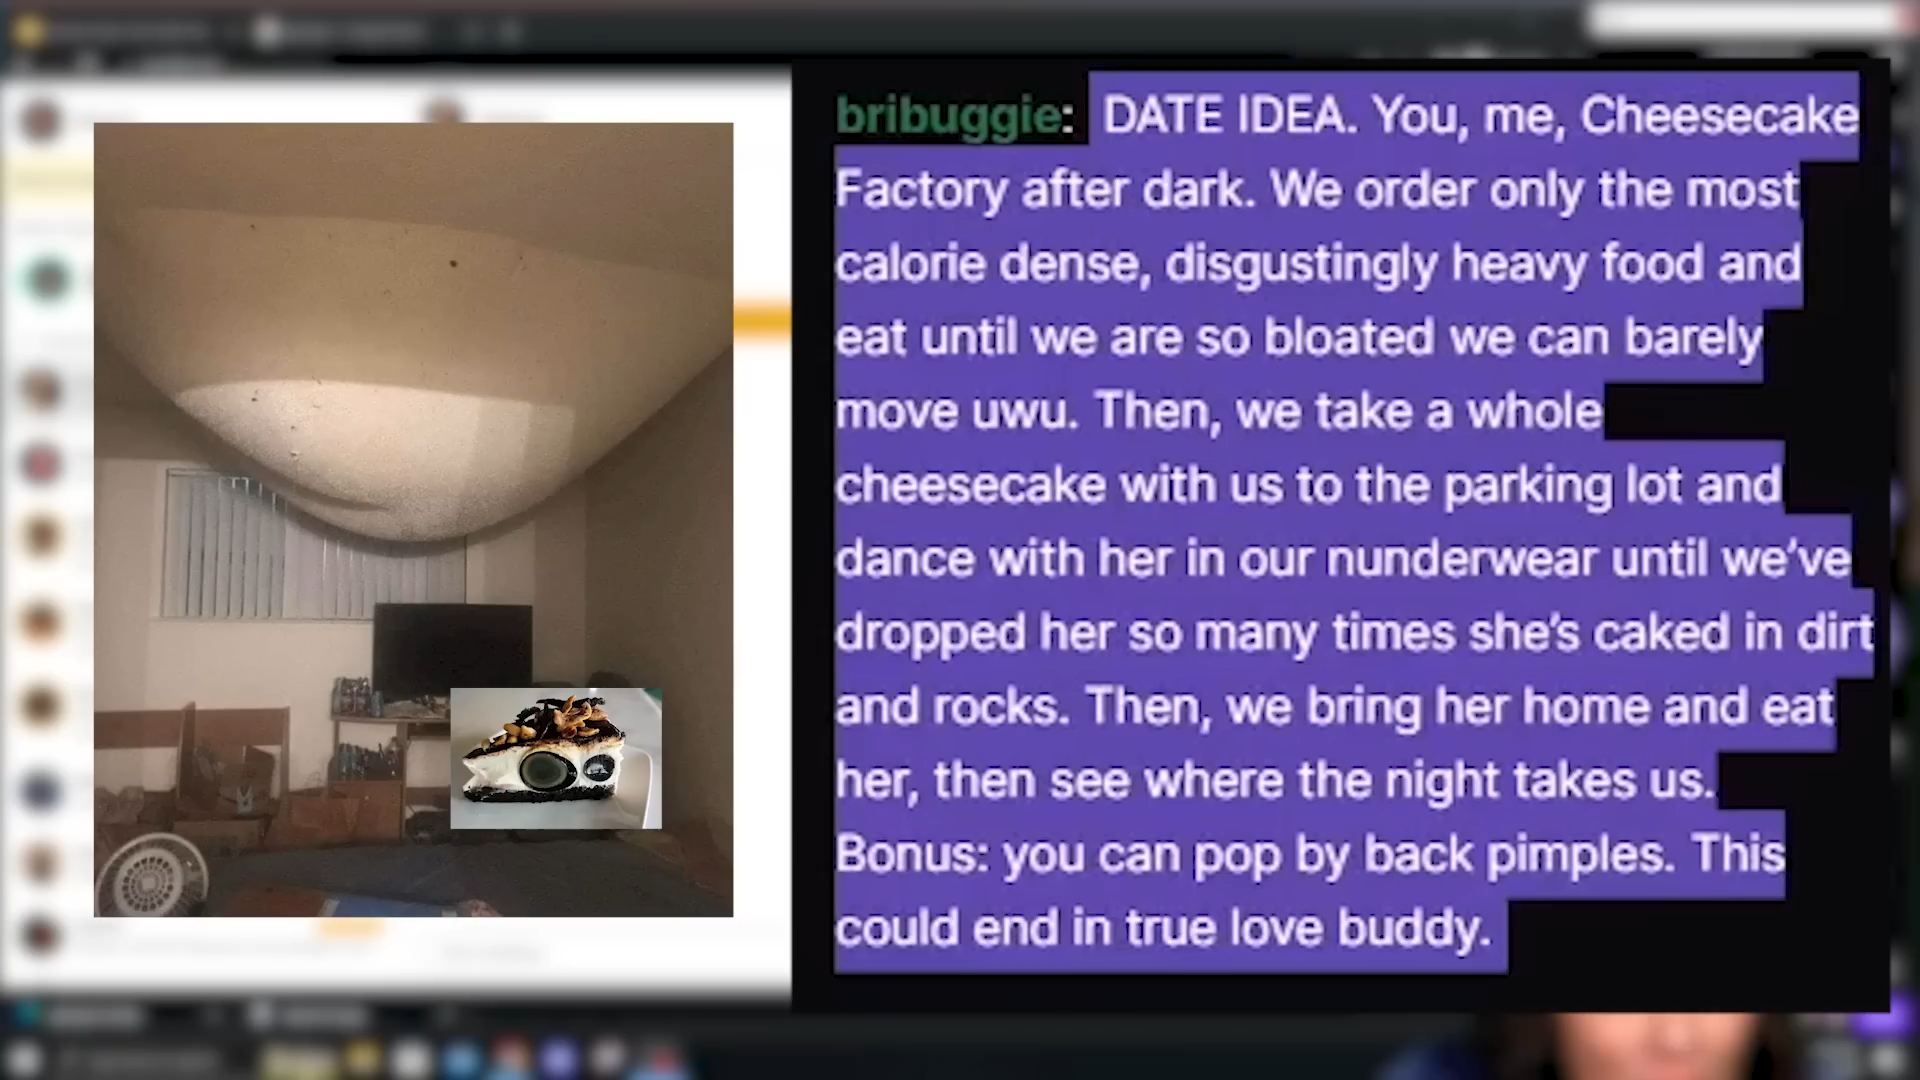 bribuggie: DATE IDEA. You, me, Cheesecake
Factory after dark. We order only the most
calorie dense, disgustingly heavy food and
eat until we are so bloated we can barely
move uwu. Then, we take a whole
cheesecake with us to the parking lot and
dance with her in our nunderwear until we've
dropped her so many times she's caked in dirt
and rocks. Then, we bring her home and eat
her, then see where the night takes us.
Bonus: you can pop by back pimples. This
could end in true love buddy.